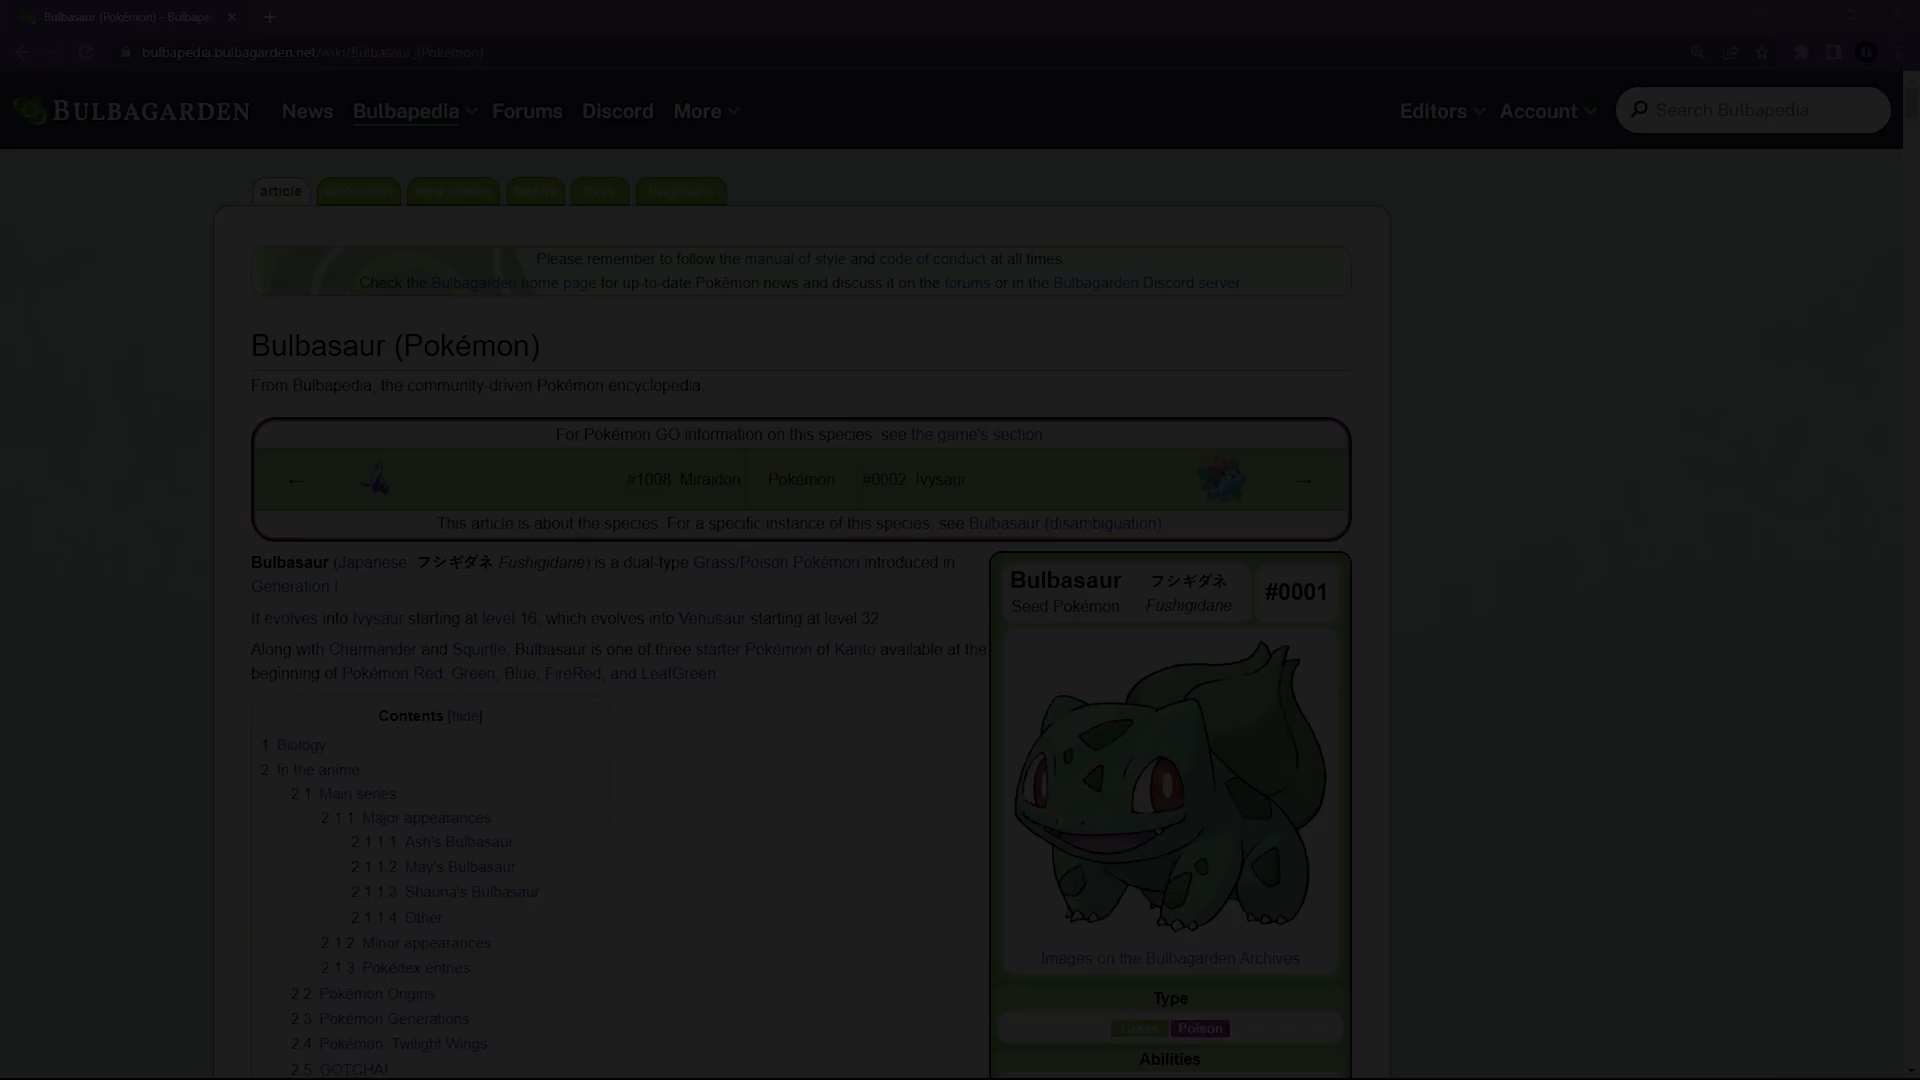 Bulbasaur (Pokémon) - Bulbape
bulbapedia.bulbagarden.net/wiki/Bulbasaur_(Pokémon)
BULBAGARDEN
News
Bulbapedia
Forums
Discord
More
Editors
Account
Search Bulbapedia
article
discussion
view source
history
languages
Please remember to follow the manual of style and code of conduct at all times.
Check the Bulbagarden home page for up-to-date Pokémon news and discuss it on the forums or in the Bulbagarden Discord server.
Bulbasaur (Pokémon)
From Bulbapedia, the community-driven Pokémon encyclopedia.
For Pokémon GO information on this species, see the game's section.
← #1008: Miraidon Pokémon #0002: Ivysaur →
This article is about the species. For a specific instance of this species, see Bulbasaur (disambiguation).
Bulbasaur (Japanese: フシギダネ Fushigidane) is a dual-type Grass/Poison Pokémon introduced in
Generation I.
It evolves into Ivysaur starting at level 16, which evolves into Venusaur starting at level 32.
Along with Charmander and Squirtle, Bulbasaur is one of three starter Pokémon of Kanto available at the
beginning of Pokémon Red, Green, Blue, FireRed, and LeafGreen.
Contents [hide]
1 Biology
2 In the anime
2.1 Main series
2.1.1 Major appearances
2.1.1.1 Ash's Bulbasaur
2.1.1.2 May's Bulbasaur
2.1.1.3 Shauna's Bulbasaur
2.1.1.4 Other
2.1.2 Minor appearances
2.1.3 Pokédex entries
2.2 Pokémon Origins
2.3 Pokémon Generations
2.4 Pokémon: Twilight Wings
2.5 GOTCHA!
Bulbasaur
Seed Pokémon
フシギダネ
Fushigidane
#0001
Images on the Bulbagarden Archives
Type
Grass Poison
Abilities